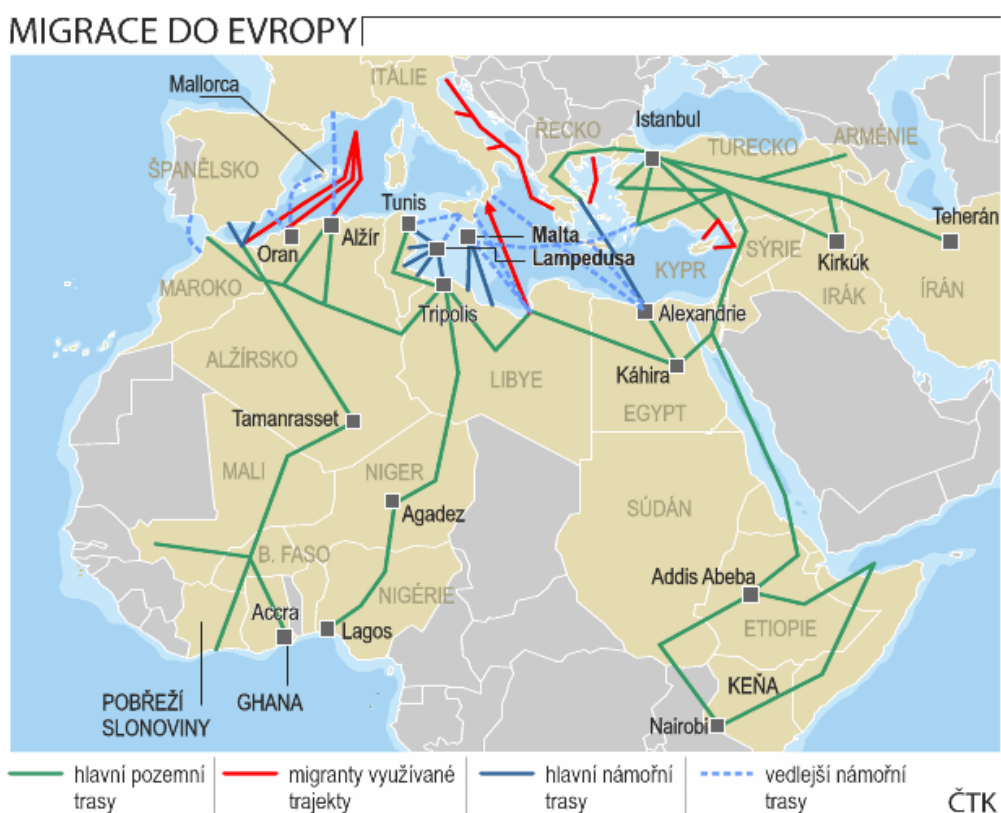 MIGRACE DO EVROPY
ITÁLIE
Mallorca
ŘECKO
Istanbul
TURECKO
ARMÉNIE
ŠPANĚLSKO
Tunis
Teherán
Alžír
Malta
Oran
Lampedusa
SÝRIE
KYPR
Kirkúk
MAROKO
IRÁK
ÍRÁN
Tripolis
Alexandrie
ALŽÍRSKO
LIBYE
Káhira
EGYPT
Tamanrasset
MALI
NIGER
SÚDÁN
Agadez
B. FASO
Addis Abeba
NIGÉRIE
Accra
Lagos
ETIOPIE
KEŇA
POBŘEŽÍ
SLONOVINY
GHANA
Nairobi
hlavní pozemní
trasy
migranty využívané
trajekty
hlavní námořní
trasy
vedlejší námořní
trasy
ČTK